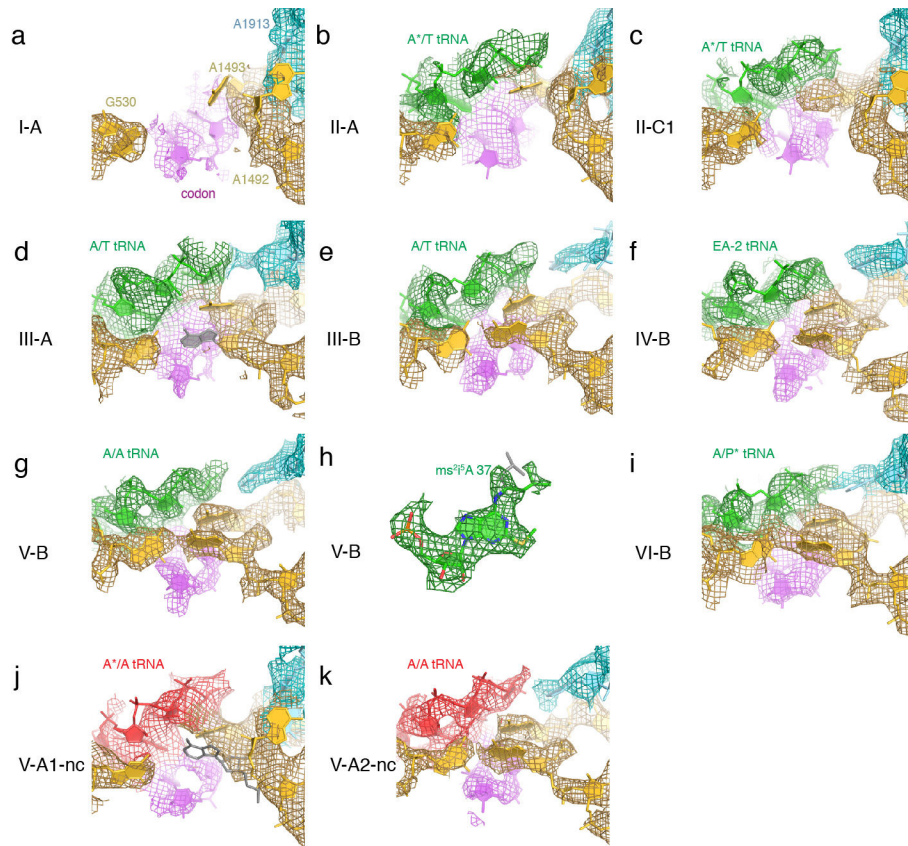 a
A1913
A1493
G530
I-A
A1492
codon
b
A*/T tRNA
II-A
c
A*/T tRNA
II-C1
d
A/T tRNA
III-A
e
A/T tRNA
III-B
f
EA-2 tRNA
IV-B
g
A/A tRNA
V-B
h
ms²i⁶A 37
V-B
i
A/P* tRNA
VI-B
j
A*/A tRNA
V-A1-nc
k
A/A tRNA
V-A2-nc